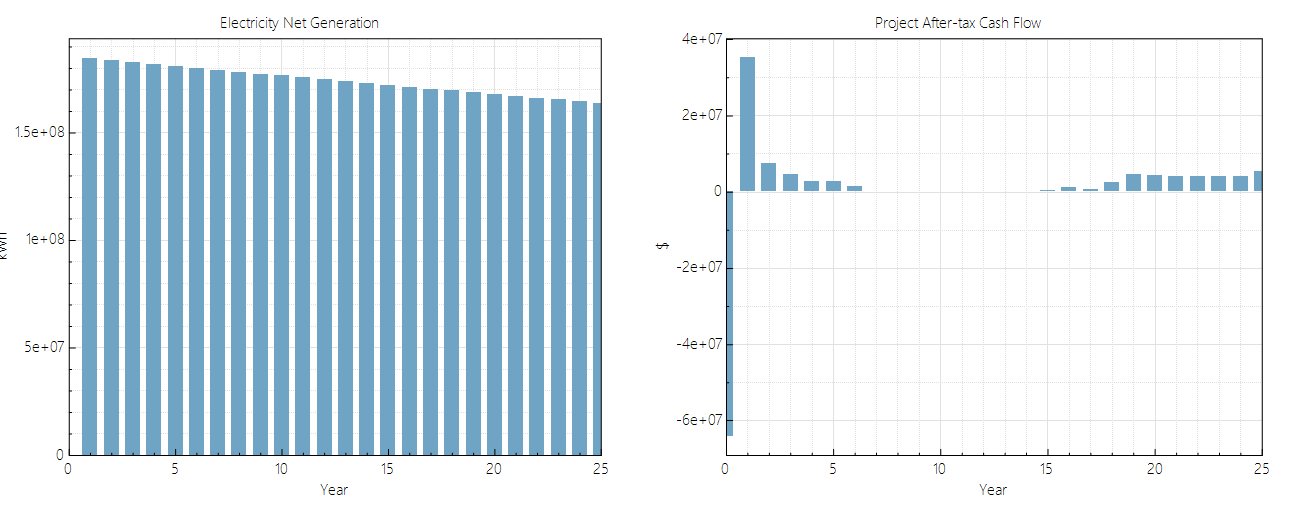 Electricity Net Generation
1.5e+08
1e+08
5e+07
0
kWh
0 5 10 15 20 25
Year
Project After-tax Cash Flow
4e+07
2e+07
0
-2e+07
-4e+07
-6e+07
$
0 5 10 15 20 25
Year